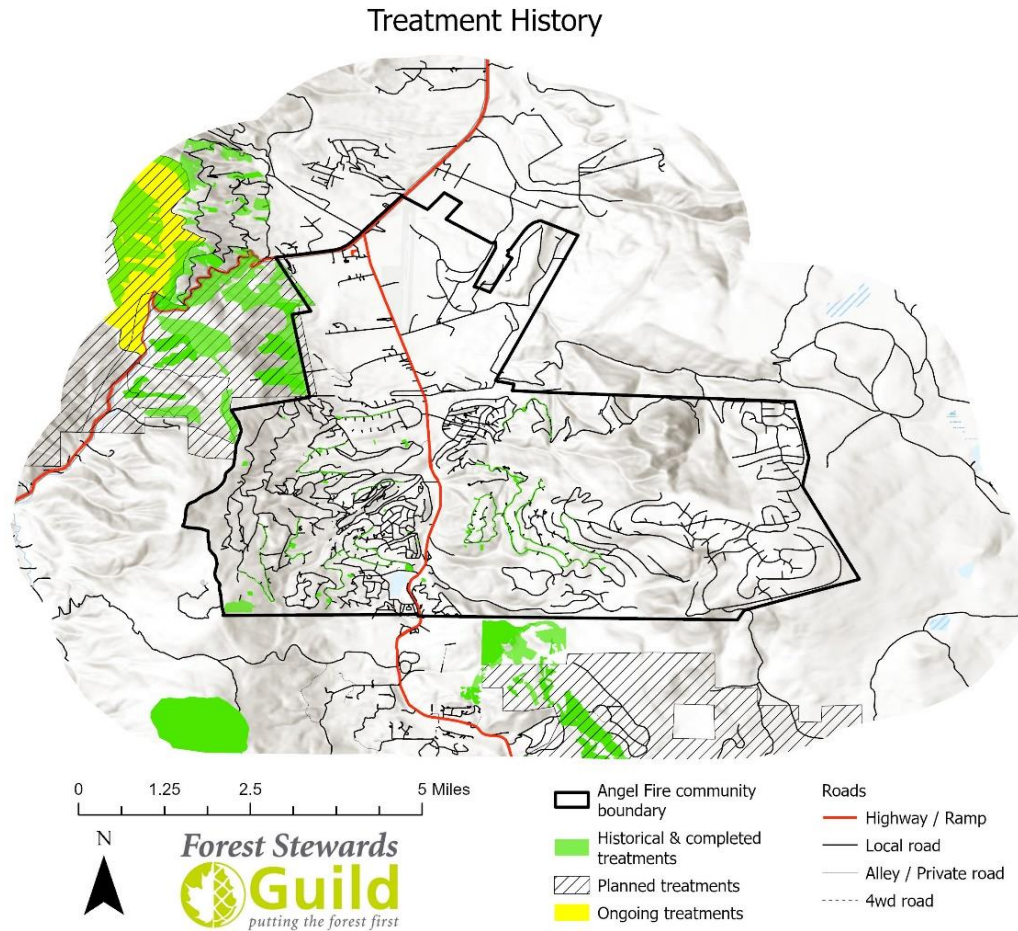 Treatment History
0 1.25 2.5 5 Miles
N
Forest Stewards
Guild
putting the forest first
Angel Fire community
boundary
Historical & completed
treatments
Planned treatments
Ongoing treatments
Roads
Highway / Ramp
Local road
Alley / Private road
4wd road